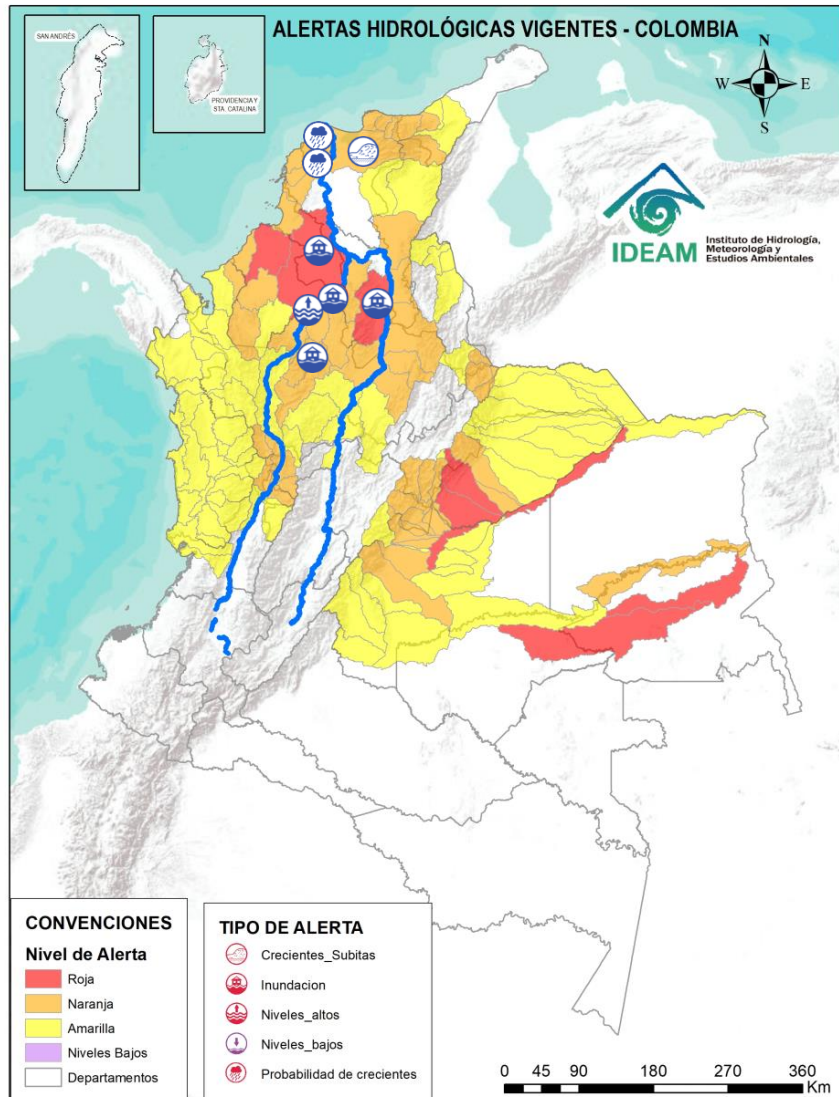 ALERTAS HIDROLÓGICAS VIGENTES - COLOMBIA
SAN ANDRÉS
PROVIDENCIA Y
STA. CATALINA
N
W
E
S
IDEAM
Instituto de Hidrología,
Meteorología y
Estudios Ambientales
CONVENCIONES
Nivel de Alerta
Roja
Naranja
Amarilla
Niveles Bajos
Departamentos
TIPO DE ALERTA
Crecientes_Subitas
Inundacion
Niveles_altos
Niveles_bajos
Probabilidad de crecientes
0 45 90 180 270 360
Km